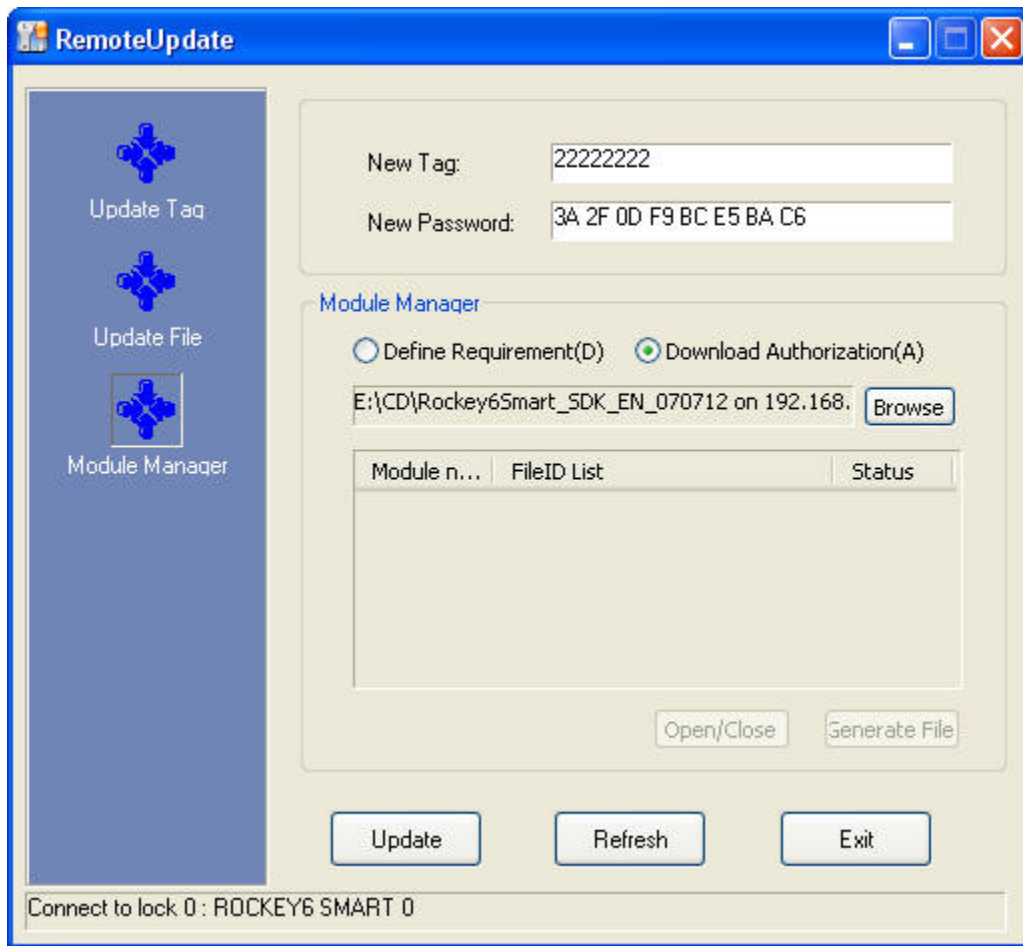 RemoteUpdate
Update Tag
Update File
Module Manager
New Tag: 22222222
New Password: 3A 2F 0D F9 BC E5 BA C6
Module Manager
Define Requirement(D) Download Authorization(A)
E:\CD\Rockey6Smart_SDK_EN_070712 on 192.168. Browse
Module n... FileID List Status
Open/Close Generate File
Update Refresh Exit
Connect to lock 0 : ROCKEY6 SMART 0